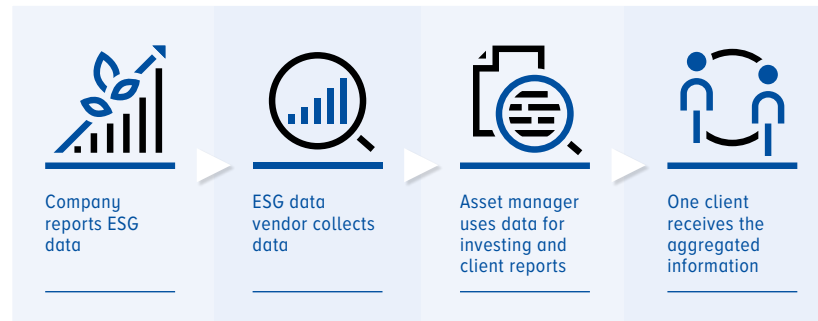 Company
reports ESG
data
ESG data
vendor collects
data
Asset manager
uses data for
investing and
client reports
One client
receives the
aggregated
information